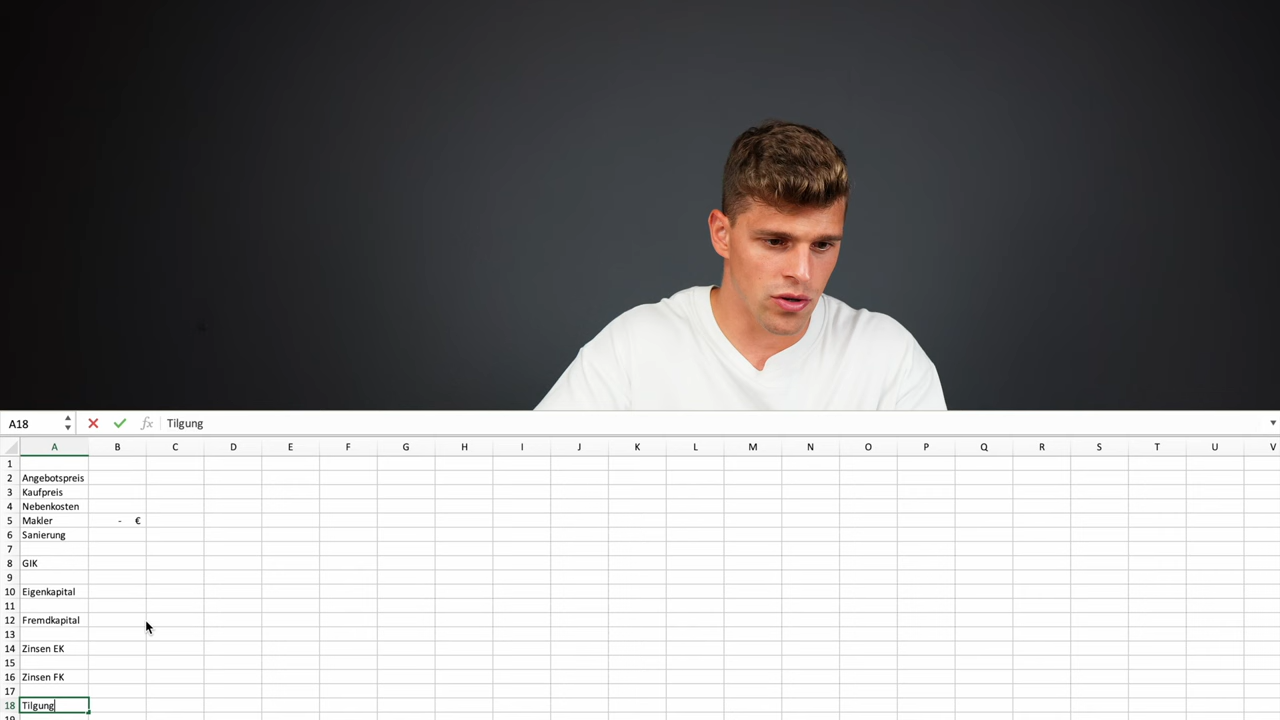 A18 fx Tilgung
A B C D E F G H I J K L M N O P Q R S T U V
1
2 Angebotspreis
3 Kaufpreis
4 Nebenkosten
5 Makler - €
6 Sanierung
7
8 GIK
9
10 Eigenkapital
11
12 Fremdkapital
13
14 Zinsen EK
15
16 Zinsen FK
17
18 Tilgung
19